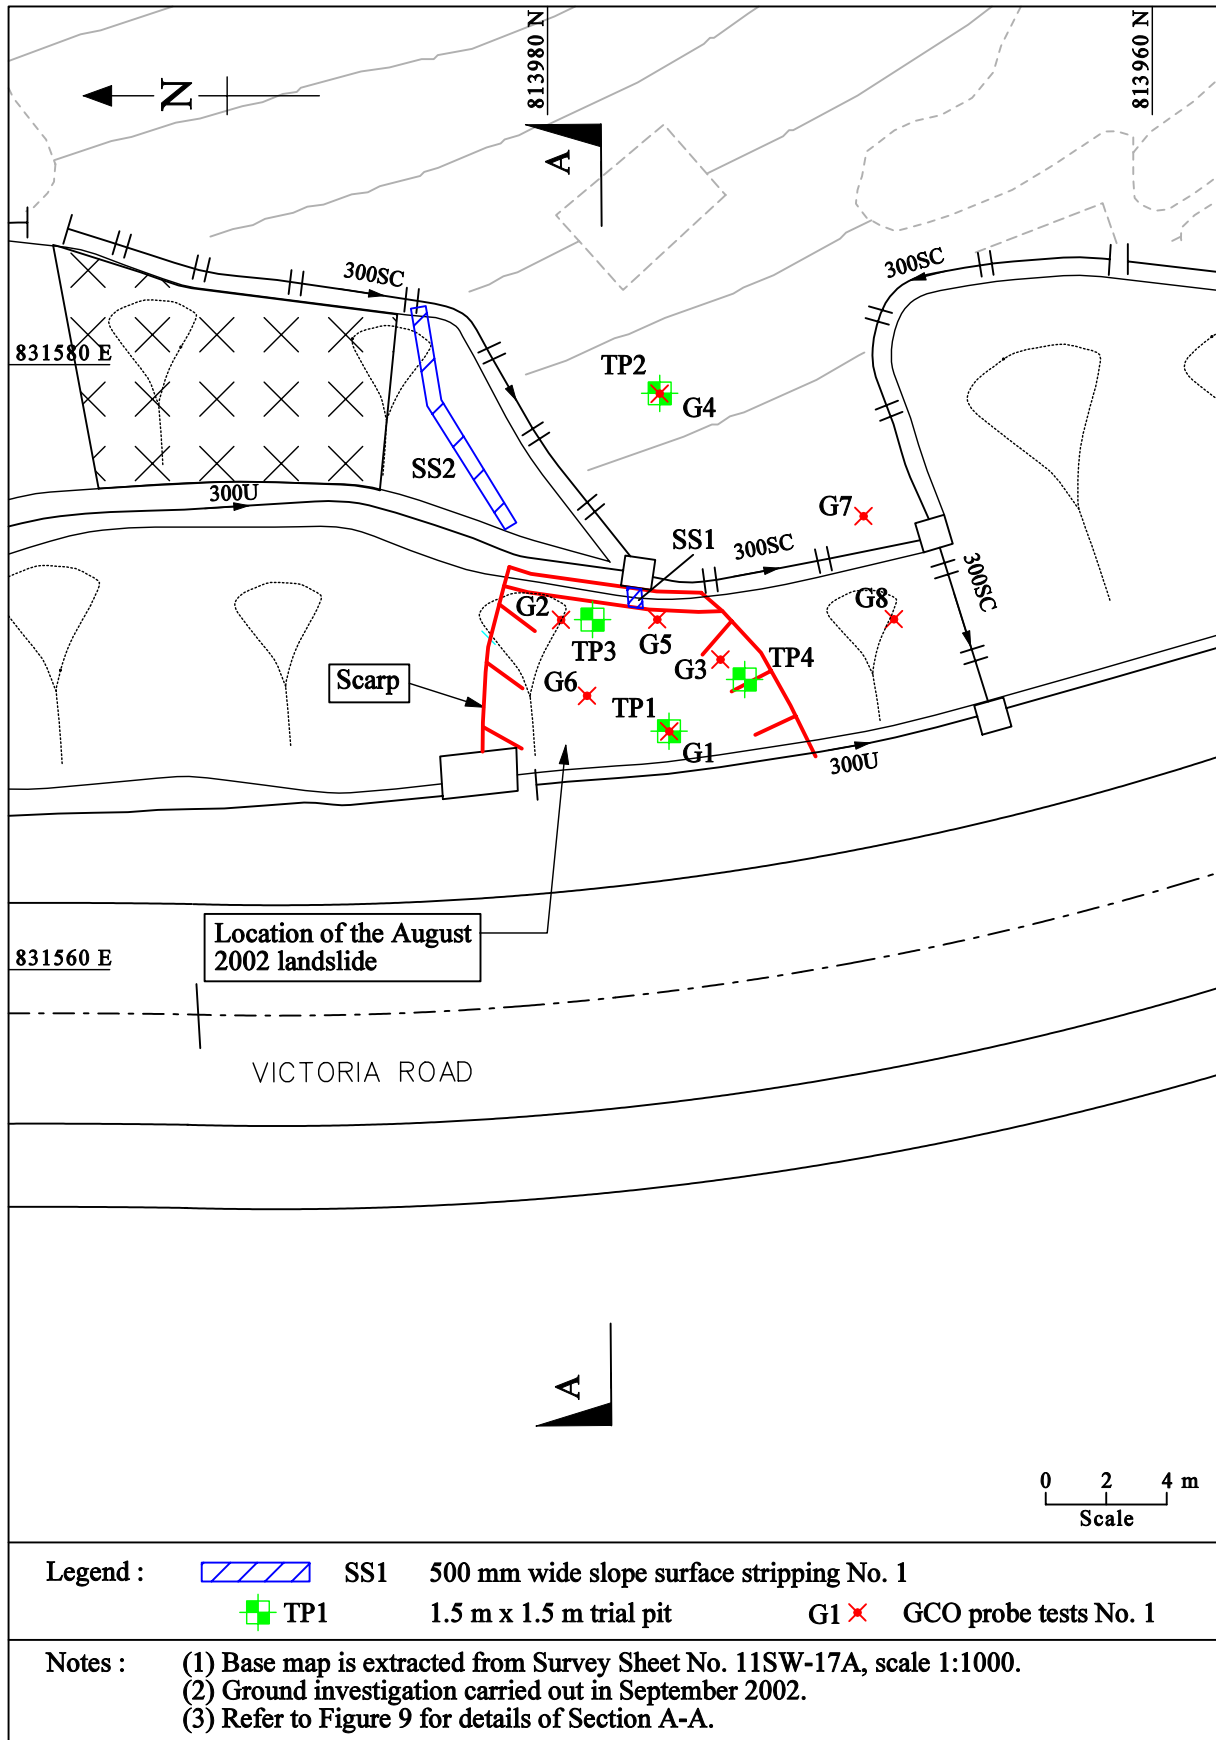 813980 N
813960 N
N
A
300SC
300SC
831580 E
TP2
G4
SS2
300U
G7
SS1
300SC
300SC
G2
G8
TP3
G5
G3
TP4
Scarp
G6
TP1
G1
300U
Location of the August
2002 landslide
831560 E
VICTORIA ROAD
A
0 2 4 m
Scale
Legend :
SS1 500 mm wide slope surface stripping No. 1
TP1 1.5 m x 1.5 m trial pit G1 GCO probe tests No. 1
Notes : (1) Base map is extracted from Survey Sheet No. 11SW-17A, scale 1:1000.
(2) Ground investigation carried out in September 2002.
(3) Refer to Figure 9 for details of Section A-A.